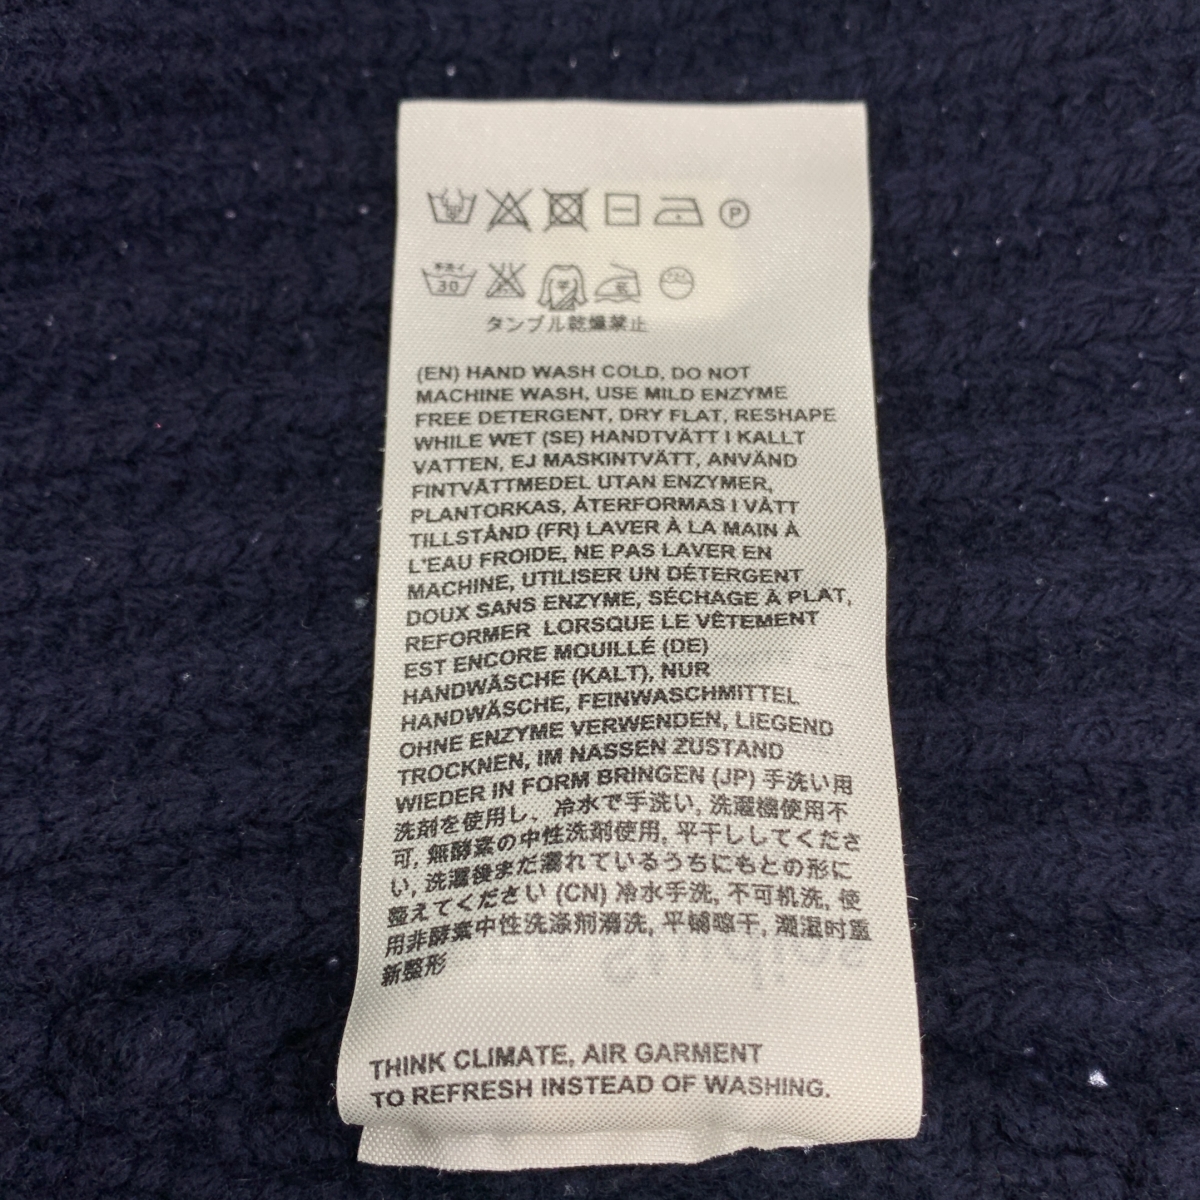 P
手洗イ
30
タンブル乾燥禁止
(EN) HAND WASH COLD, DO NOT
MACHINE WASH, USE MILD ENZYME
FREE DETERGENT, DRY FLAT, RESHAPE
WHILE WET (SE) HANDTVÄTT I KALLT
VATTEN, EJ MASKINTVÄTT, ANVÄND
FINTVÄTTMEDEL UTAN ENZYMER,
PLANTORKAS, ÅTERFORMAS I VÅTT
TILLSTÅND (FR) LAVER À LA MAIN À
L'EAU FROIDE, NE PAS LAVER EN
MACHINE, UTILISER UN DÉTERGENT
DOUX SANS ENZYME, SÉCHAGE À PLAT,
REFORMER LORSQUE LE VÊTEMENT
EST ENCORE MOUILLÉ (DE)
HANDWÄSCHE (KALT), NUR
HANDWÄSCHE, FEINWASCHMITTEL
OHNE ENZYME VERWENDEN, LIEGEND
TROCKNEN, IM NASSEN ZUSTAND
WIEDER IN FORM BRINGEN (JP) 手洗い用
洗剤を使用し、冷水で手洗い, 洗濯機使用不
可, 無酵素の中性洗剤使用, 平干ししてくださ
い, 洗濯後まだ濡れているうちにもとの形に
整えてください (CN) 冷水手洗, 不可机洗, 使
用非酵素中性洗涤剂清洗, 平铺晾干, 潮湿时重
新整形
THINK CLIMATE, AIR GARMENT
TO REFRESH INSTEAD OF WASHING.